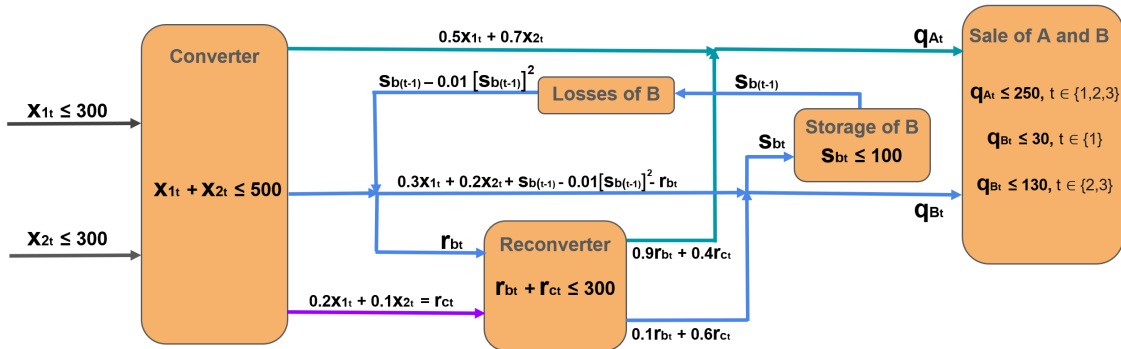 0.5x1t + 0.7x2t
qAt
Sale of A and B
Converter
sb(t-1) – 0.01 [sb(t-1)]²
Losses of B
sb(t-1)
x1t ≤ 300
qAt ≤ 250, t ∈ {1,2,3}
Storage of B
sbt
sbt ≤ 100
qBt ≤ 30, t ∈ {1}
x1t + x2t ≤ 500
0.3x1t + 0.2x2t + sb(t-1) – 0.01[sb(t-1)]² - rbt
qBt ≤ 130, t ∈ {2,3}
qBt
x2t ≤ 300
rbt
Reconverter
0.9rbt + 0.4rct
rbt + rct ≤ 300
0.2x1t + 0.1x2t = rct
0.1rbt + 0.6rct